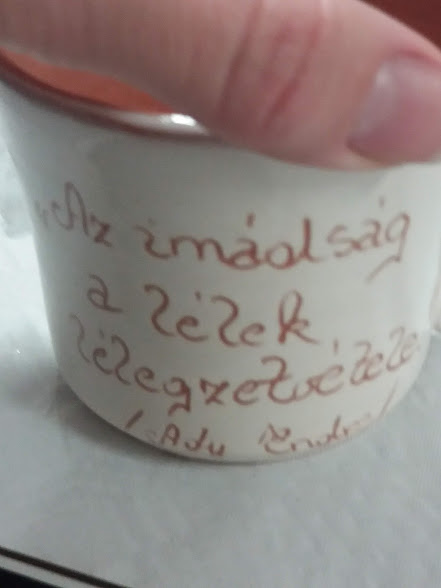 „Az imádság
a lélek
lélegzetvétele.
/Ady Endre/